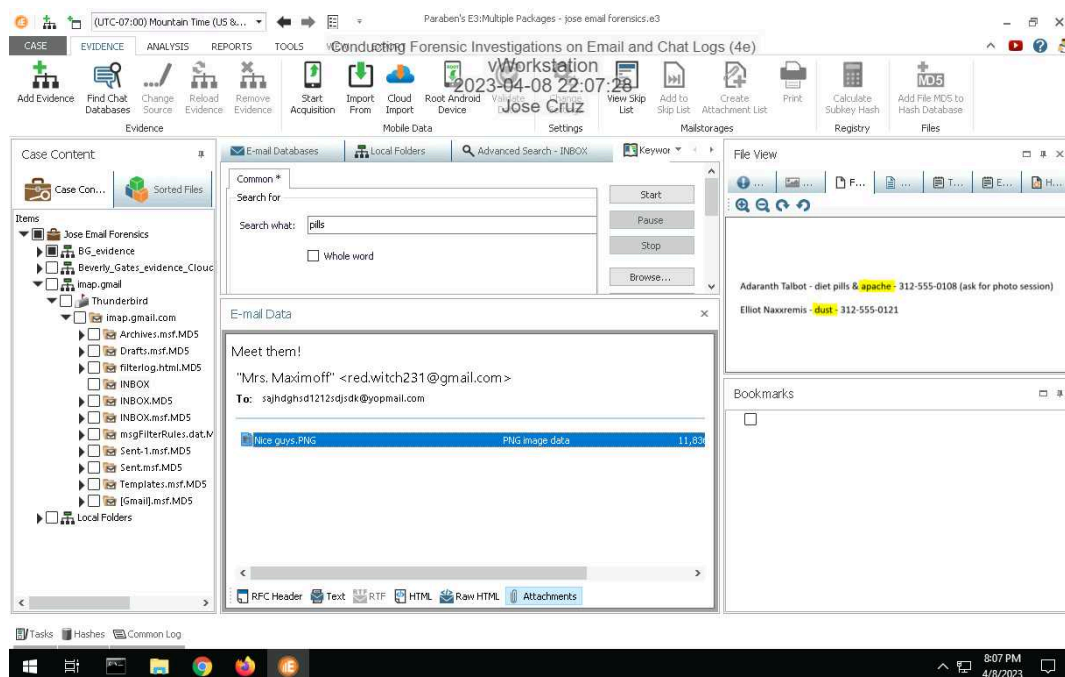 (UTC-07:00) Mountain Time (US &...
Paraben's E3:Multiple Packages - jose email forensics.e3
CASE EVIDENCE ANALYSIS REPORTS TOOLS
Conducting Forensic Investigations on Email and Chat Logs (4e)
vWorkstation
2023-04-08 22:07:28
Jose Cruz
Add Evidence
Find Chat Databases
Change Source
Reload Evidence
Remove Evidence
Start Acquisition
Import From
Cloud Import
Root Android Device
View Skip List
Add to Skip List
Create Attachment List
Print
Calculate Subkey Hash
Add File MD5 to Hash Database
Evidence
Mobile Data
Settings
Mailstorages
Registry
Files
Case Content
Case Con...
Sorted Files
Items
Jose Email Forensics
BG_evidence
Beverly_Gates_evidence_Clouc
imap.gmail
Thunderbird
imap.gmail.com
Archives.msf.MD5
Drafts.msf.MD5
filterlog.html.MD5
INBOX
INBOX.MD5
INBOX.msf.MD5
msgFilterRules.dat.M
Sent-1.msf.MD5
Sent.msf.MD5
Templates.msf.MD5
[Gmail].msf.MD5
Local Folders
E-mail Databases
Local Folders
Advanced Search - INBOX
Keywor
Common *
Search for
Search what: pills
Whole word
Start
Pause
Stop
Browse...
E-mail Data
Meet them!
"Mrs. Maximoff" <red.witch231@gmail.com>
To: sajhdghsd1212sdjsdk@yopmail.com
Nice guys.PNG PNG image data 11,836
RFC Header Text RTF HTML Raw HTML Attachments
File View
... ... F... ... T... E... H...
Adaranth Talbot - diet pills & apache - 312-555-0108 (ask for photo session)
Elliot Naxxremis - dust - 312-555-0121
Bookmarks
Tasks Hashes Common Log
8:07 PM
4/8/2023